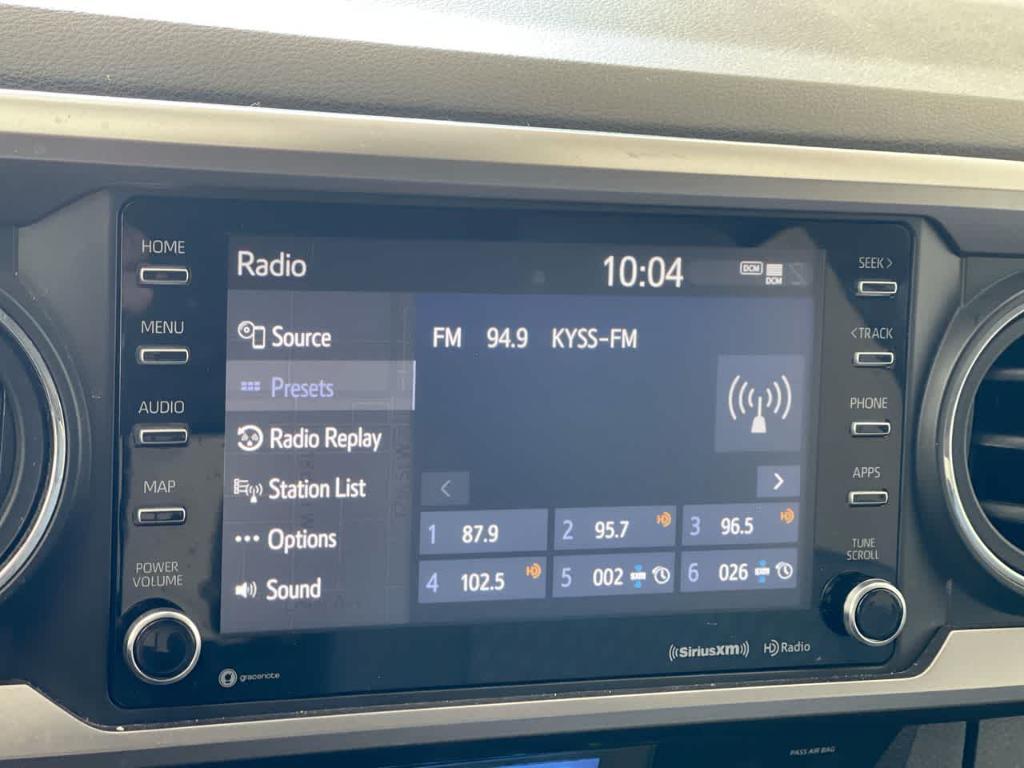 HOME
MENU
AUDIO
MAP
POWER
VOLUME
Radio
10:04
DCM
DCM
Source
Presets
Radio Replay
Station List
Options
Sound
FM 94.9 KYSS-FM
<
>
1 87.9
2 95.7
3 96.5
4 102.5
5 002 SXM
6 026 SXM
SEEK >
< TRACK
PHONE
APPS
TUNE
SCROLL
gracenote
((SiriusXM))
HD Radio
PASS AIR BAG